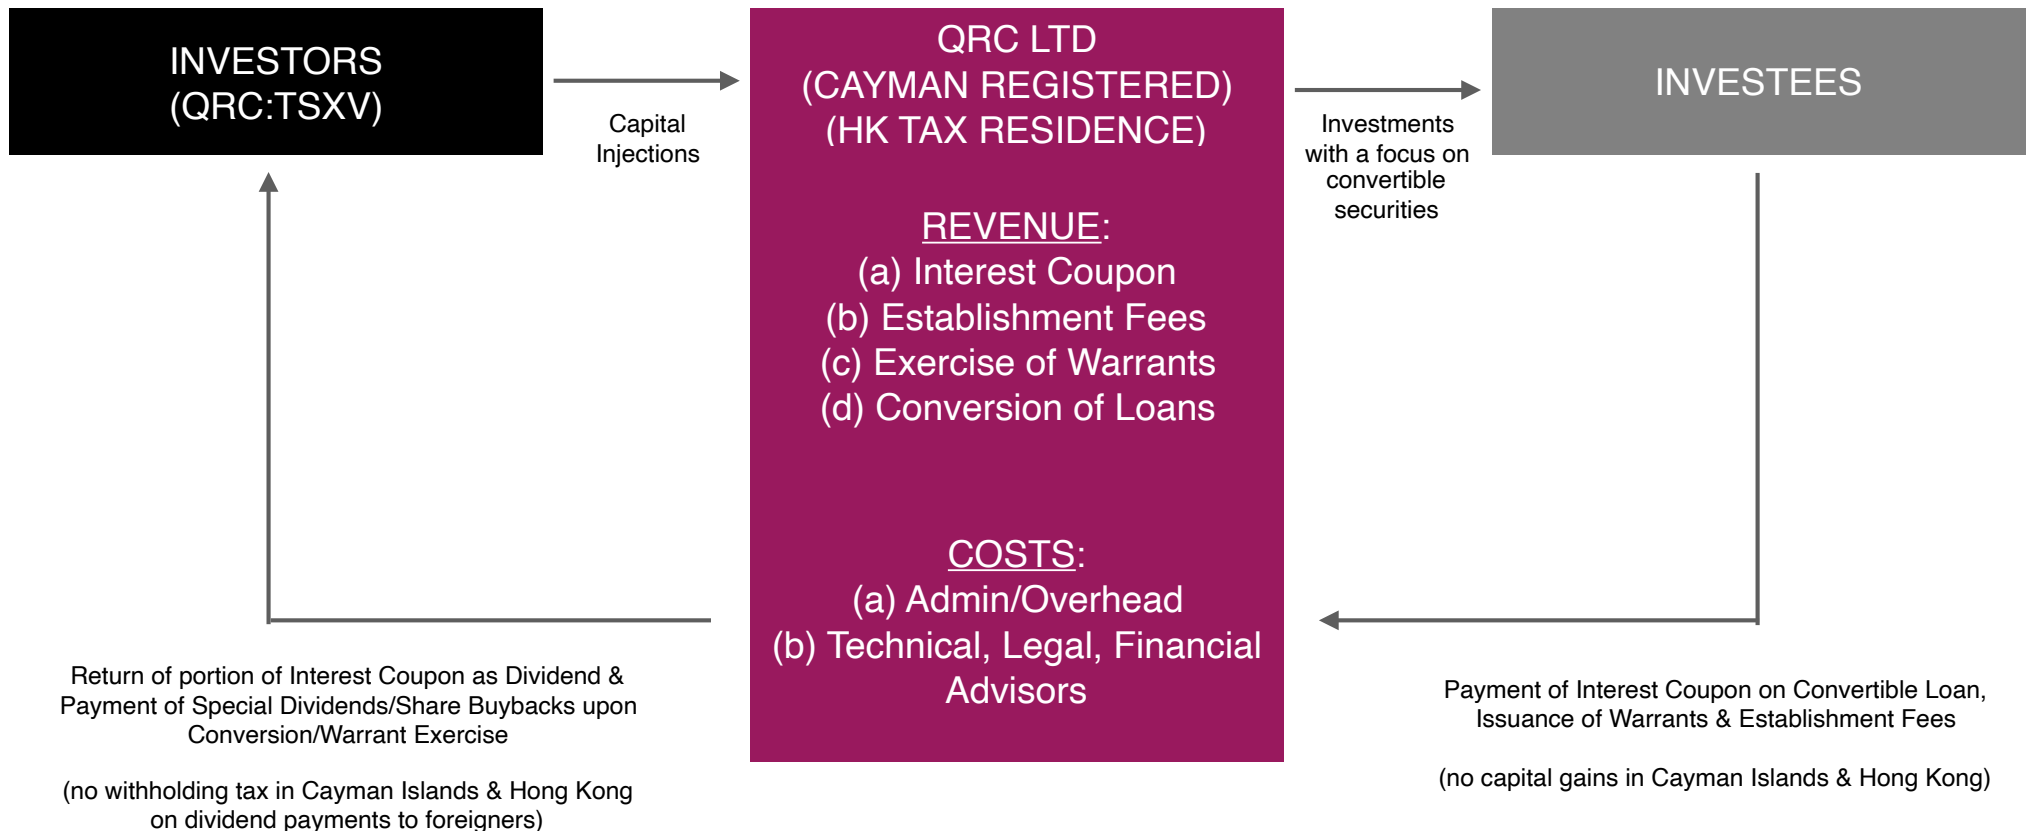 INVESTORS
(QRC:TSXV)
Capital
Injections
QRC LTD
(CAYMAN REGISTERED)
(HK TAX RESIDENCE)
REVENUE:
(a) Interest Coupon
(b) Establishment Fees
(c) Exercise of Warrants
(d) Conversion of Loans
COSTS:
(a) Admin/Overhead
(b) Technical, Legal, Financial
Advisors
Investments
with a focus on
convertible
securities
INVESTEES
Return of portion of Interest Coupon as Dividend &
Payment of Special Dividends/Share Buybacks upon
Conversion/Warrant Exercise
(no withholding tax in Cayman Islands & Hong Kong
on dividend payments to foreigners)
Payment of Interest Coupon on Convertible Loan,
Issuance of Warrants & Establishment Fees
(no capital gains in Cayman Islands & Hong Kong)